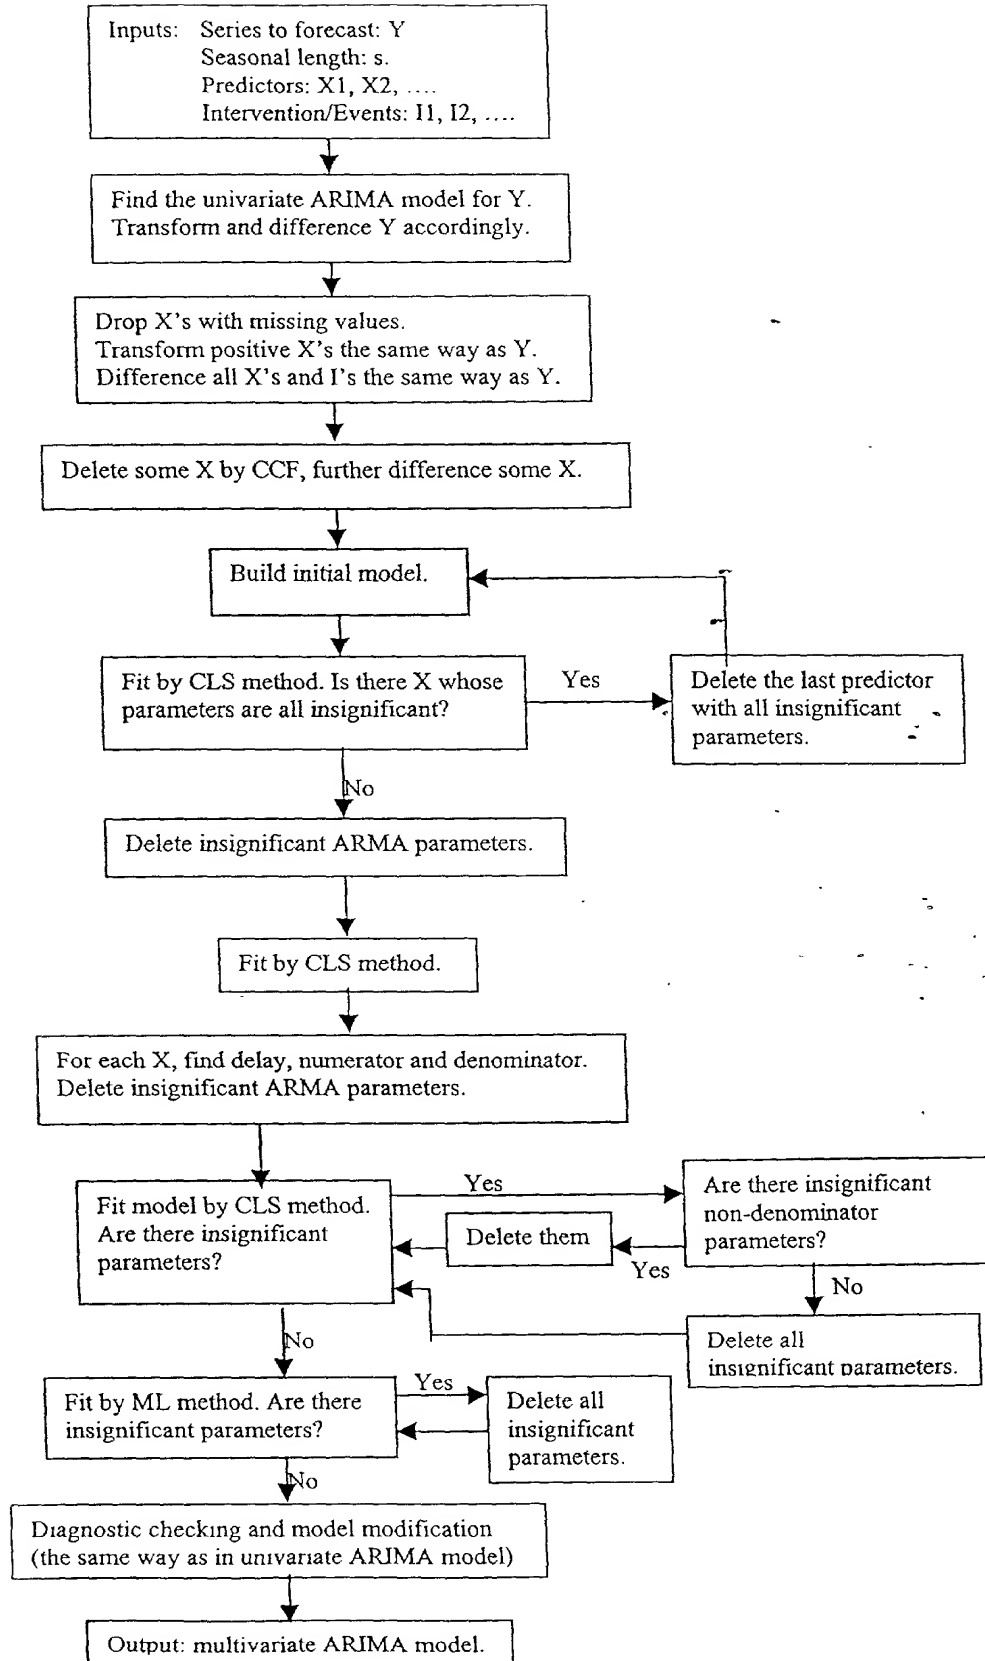 Inputs: Series to forecast: Y
Seasonal length: s.
Predictors: X1, X2, ....
Intervention/Events: I1, I2, ....
Find the univariate ARIMA model for Y.
Transform and difference Y accordingly.
Drop X's with missing values.
Transform positive X's the same way as Y.
Difference all X's and I's the same way as Y.
Delete some X by CCF, further difference some X.
Build initial model.
Fit by CLS method. Is there X whose
parameters are all insignificant?
Yes
Delete the last predictor
with all insignificant
parameters.
No
Delete insignificant ARMA parameters.
Fit by CLS method.
For each X, find delay, numerator and denominator.
Delete insignificant ARMA parameters.
Fit model by CLS method.
Are there insignificant
parameters?
Yes
Are there insignificant
non-denominator
parameters?
Delete them
Yes
No
Delete all
insignificant parameters.
No
Fit by ML method. Are there
insignificant parameters?
Yes
Delete all
insignificant
parameters.
No
Diagnostic checking and model modification
(the same way as in univariate ARIMA model)
Output: multivariate ARIMA model.